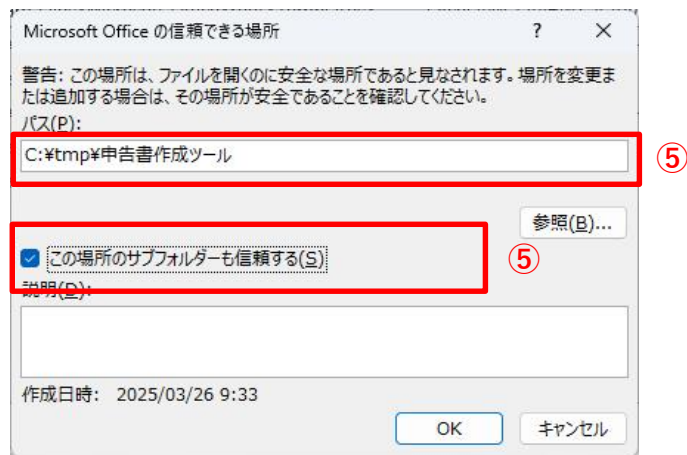 Microsoft Office の信頼できる場所 ? ×
警告: この場所は、ファイルを開くのに安全な場所であると見なされます。場所を変更ま
たは追加する場合は、その場所が安全であることを確認してください。
パス(P):
C:¥tmp¥申告書作成ツール
⑤
参照(B)...
この場所のサブフォルダーも信頼する(S)
⑤
説明(D):
作成日時: 2025/03/26 9:33
OK キャンセル